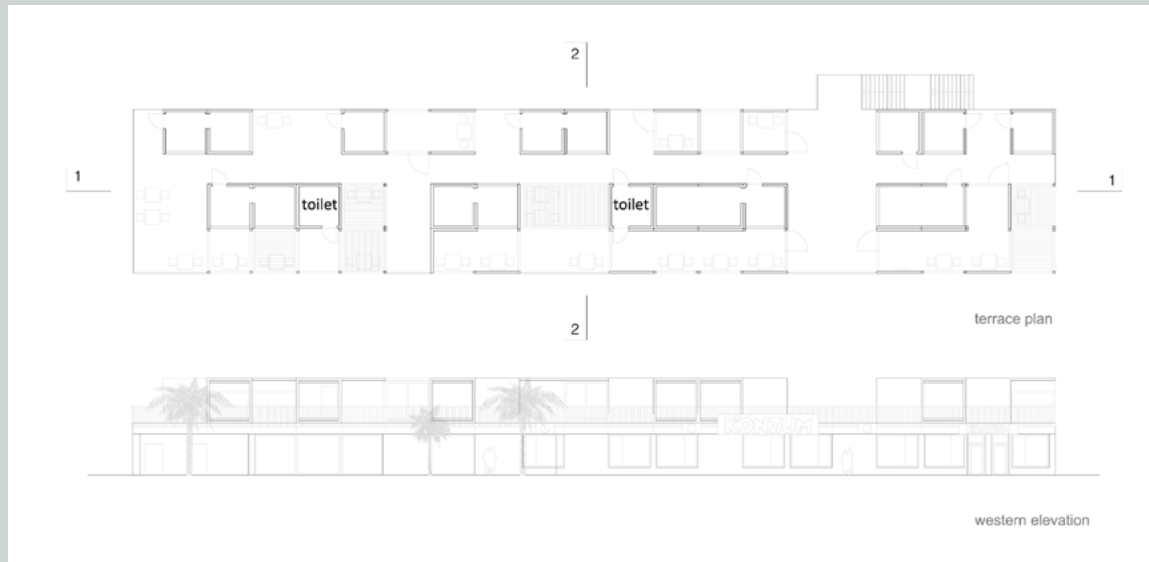 2
1
1
toilet
toilet
2
terrace plan
KONZUM
western elevation